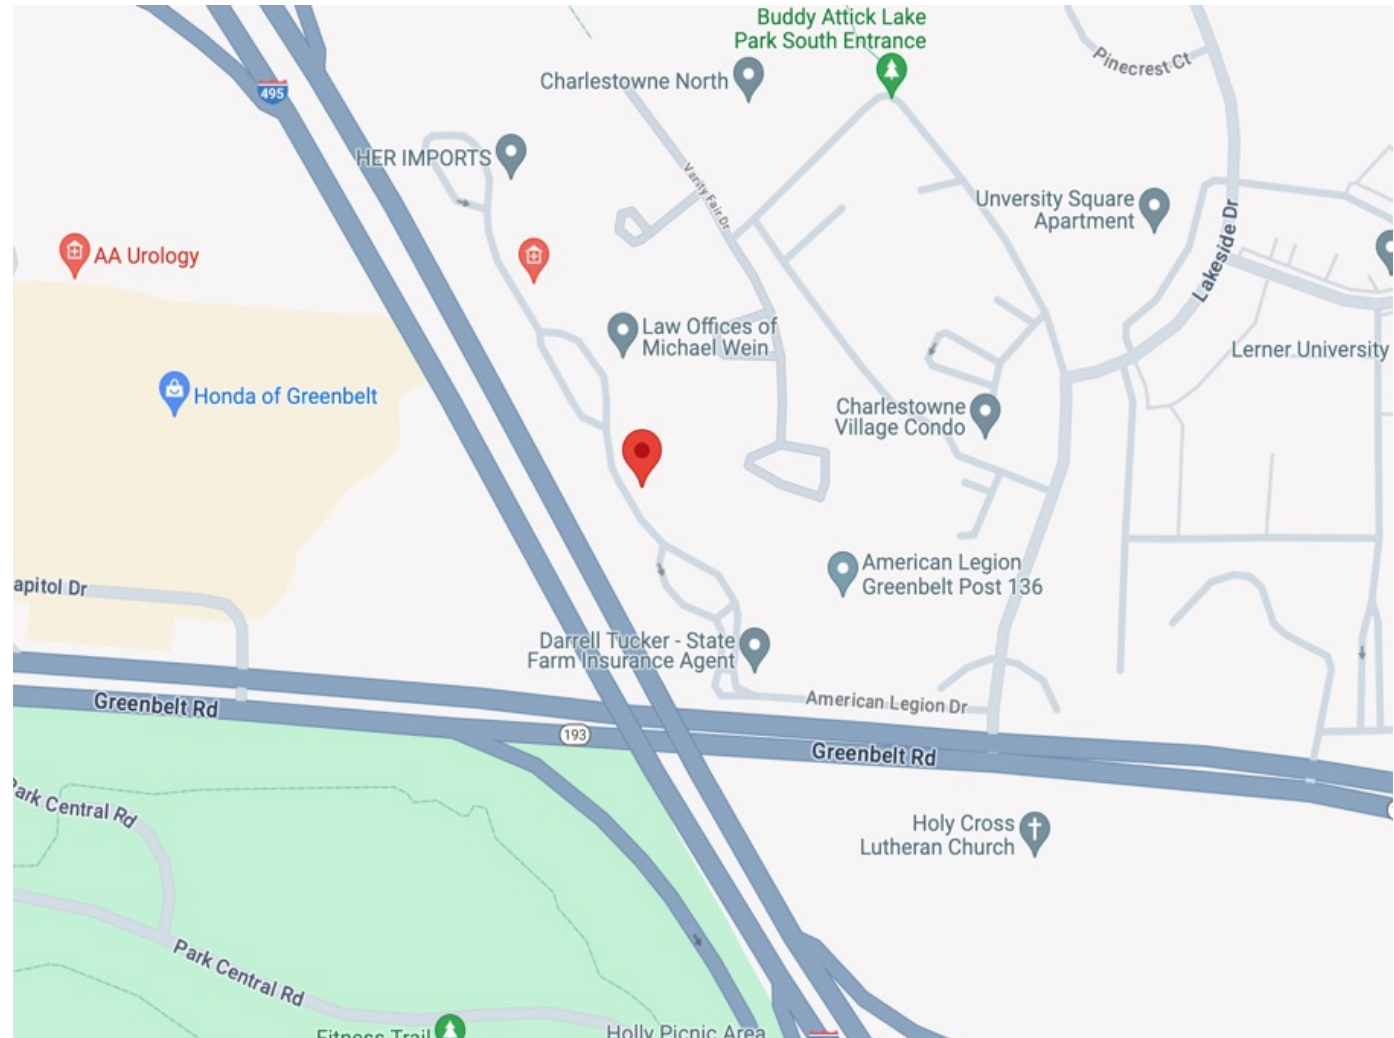 Buddy Attick Lake
Park South Entrance
Pinecrest Ct
Charlestowne North
495
HER IMPORTS
Vanity Fair Dr
Unversity Square
Apartment
Lakeside Dr
AA Urology
Law Offices of
Michael Wein
Lerner University
Honda of Greenbelt
Charlestowne
Village Condo
American Legion
Greenbelt Post 136
apitol Dr
Darrell Tucker - State
Farm Insurance Agent
American Legion Dr
Greenbelt Rd
193
Greenbelt Rd
Park Central Rd
Holy Cross
Lutheran Church
Park Central Rd
Fitness Trail
Holly Picnic Area